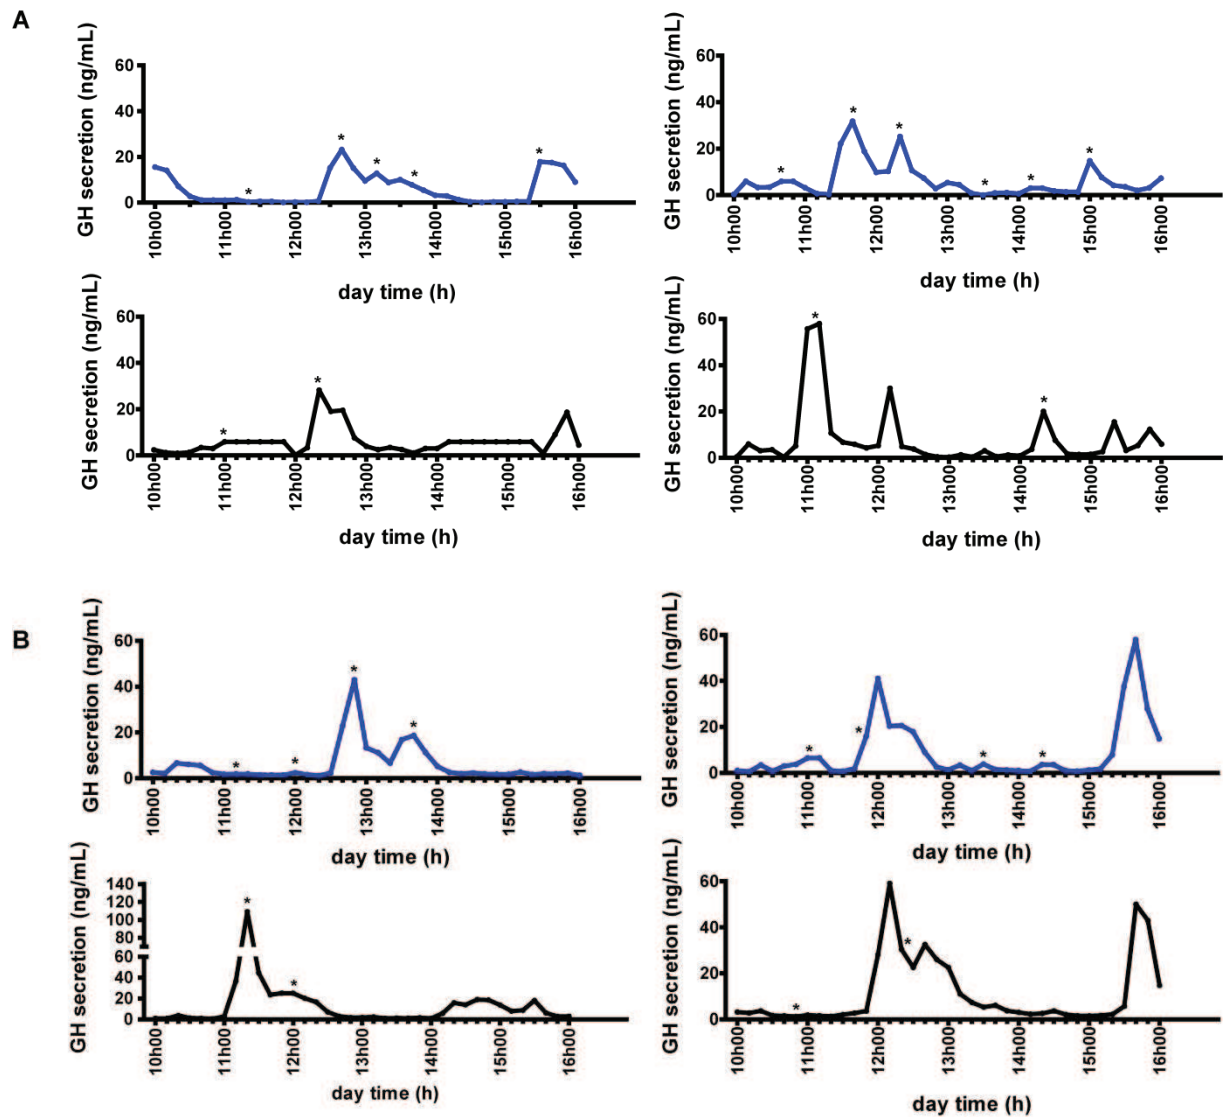 A
GH secretion (ng/mL)
60
40
20
0
10h00
11h00
12h00
13h00
14h00
15h00
16h00
day time (h)
*
*
*
*
*
GH secretion (ng/mL)
60
40
20
0
10h00
11h00
12h00
13h00
14h00
15h00
16h00
day time (h)
*
*
*
*
*
*
GH secretion (ng/mL)
60
40
20
0
10h00
11h00
12h00
13h00
14h00
15h00
16h00
day time (h)
*
*
GH secretion (ng/mL)
60
40
20
0
10h00
11h00
12h00
13h00
14h00
15h00
16h00
day time (h)
*
*
B
GH secretion (ng/mL)
60
40
20
0
10h00
11h00
12h00
13h00
14h00
15h00
16h00
day time (h)
*
*
*
*
GH secretion (ng/mL)
60
40
20
0
10h00
11h00
12h00
13h00
14h00
15h00
16h00
day time (h)
*
*
*
*
GH secretion (ng/mL)
140
120
100
80
60
40
20
0
10h00
11h00
12h00
13h00
14h00
15h00
16h00
day time (h)
*
*
GH secretion (ng/mL)
60
40
20
0
10h00
11h00
12h00
13h00
14h00
15h00
16h00
day time (h)
*
*